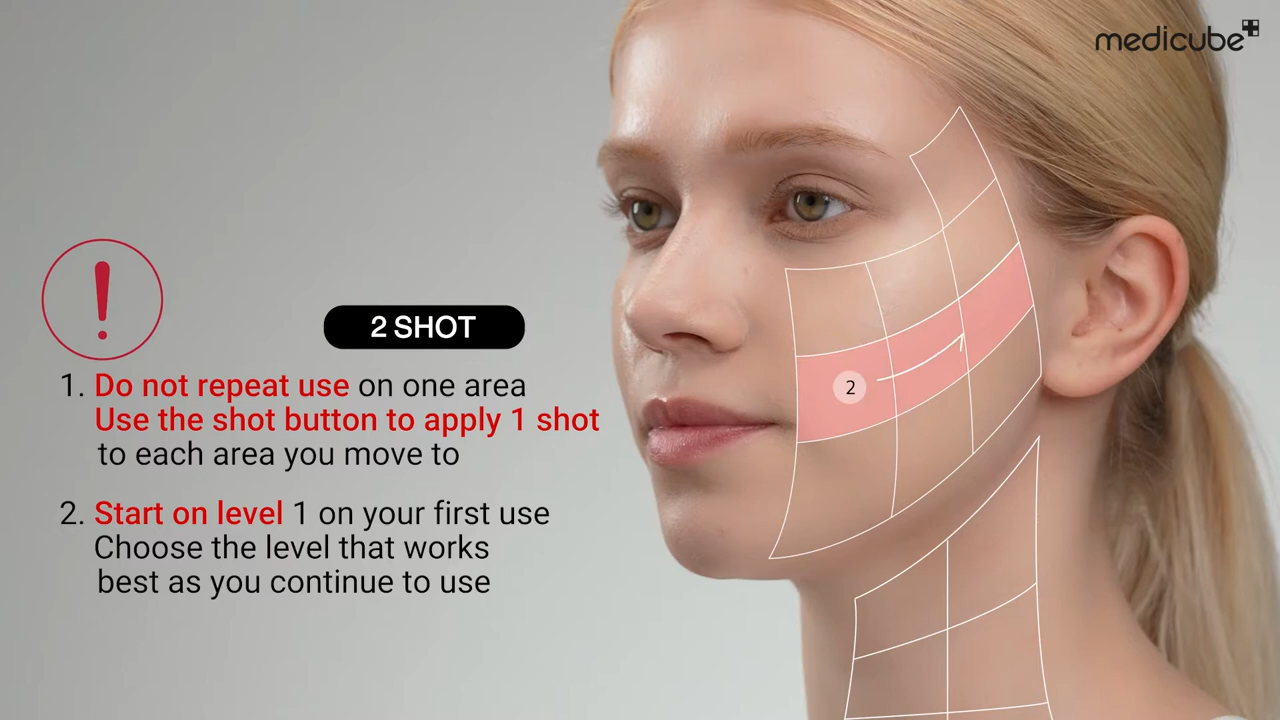 medicube
2 SHOT
1. Do not repeat use on one area
Use the shot button to apply 1 shot
to each area you move to
2. Start on level 1 on your first use
Choose the level that works
best as you continue to use
2